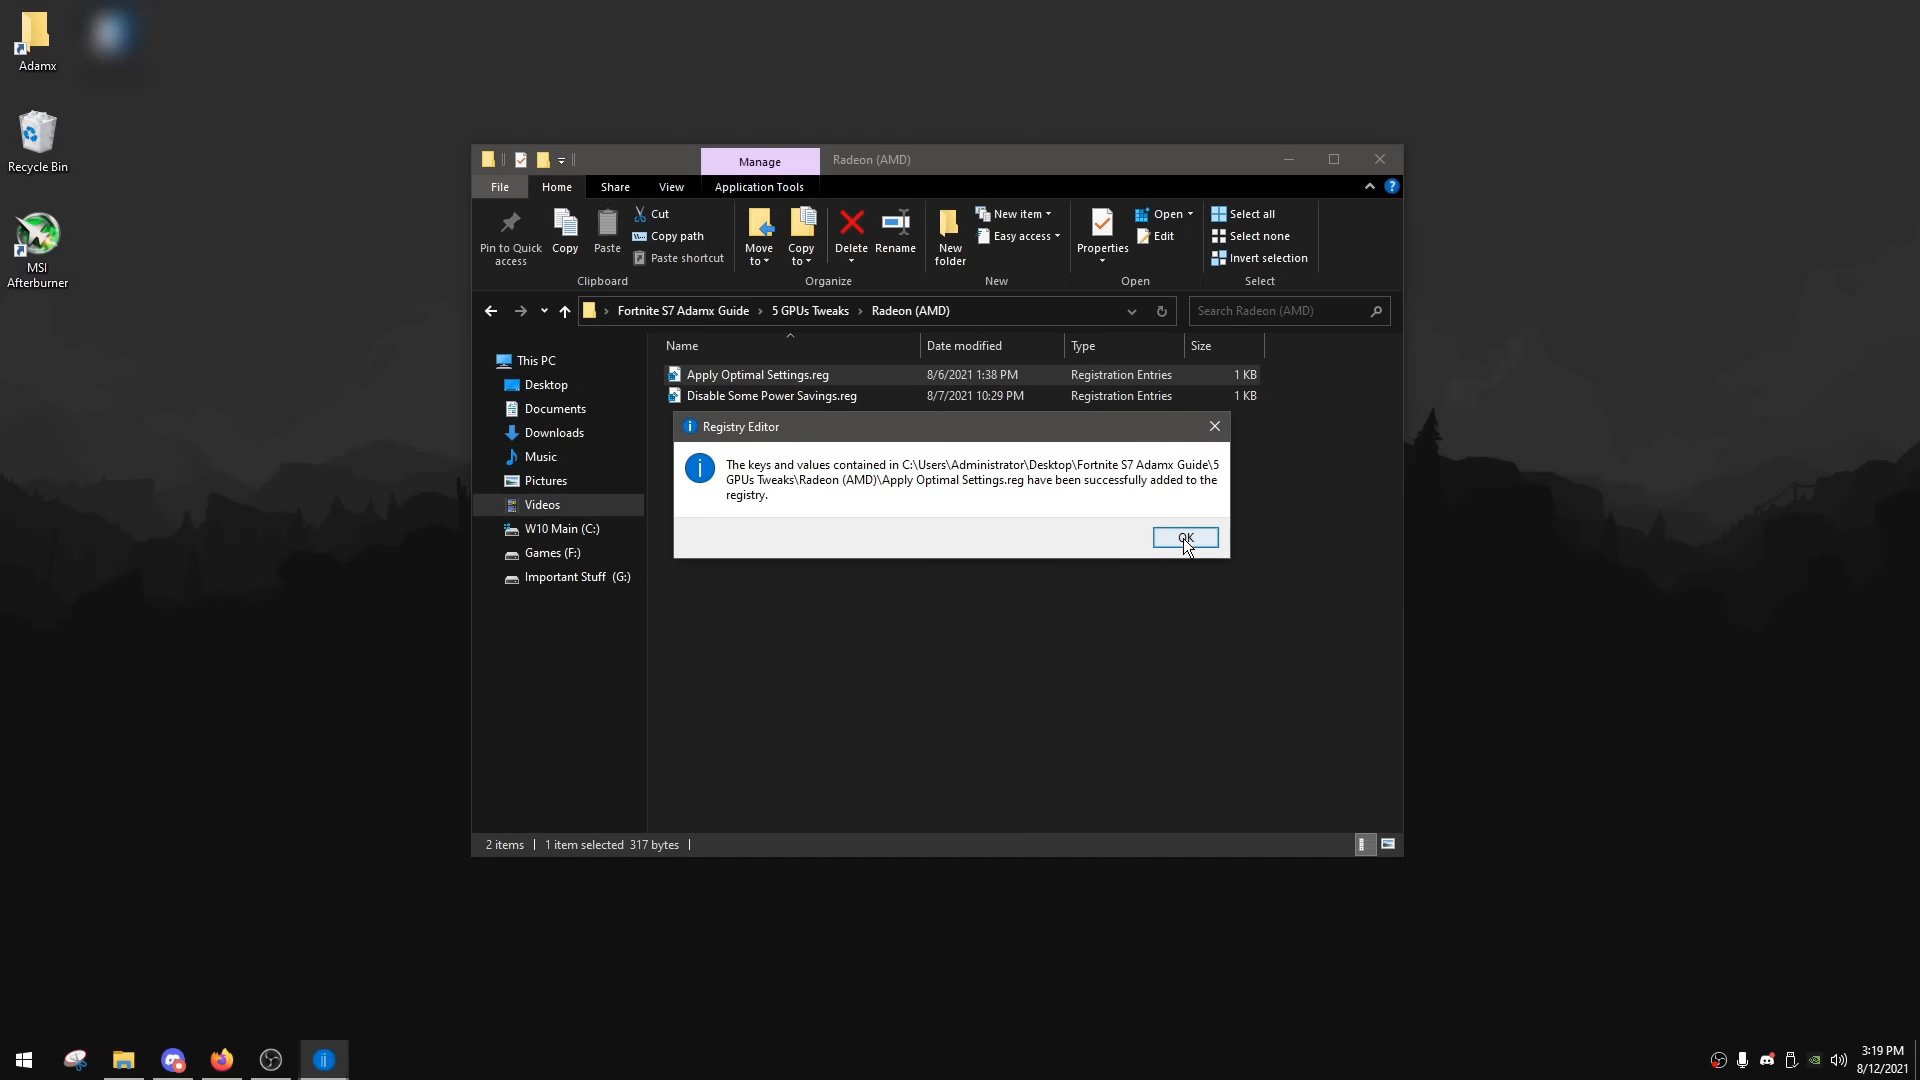 Adamx
Recycle Bin
MSI
Afterburner
Manage
Radeon (AMD)
File
Home
Share
View
Application Tools
Pin to Quick
access
Copy
Paste
Cut
Copy path
Paste shortcut
Clipboard
Move
to
Copy
to
Delete
Rename
Organize
New
folder
New item
Easy access
New
Properties
Open
Edit
Open
Select all
Select none
Invert selection
Select
Fortnite S7 Adamx Guide > 5 GPUs Tweaks > Radeon (AMD)
Search Radeon (AMD)
This PC
Desktop
Documents
Downloads
Music
Pictures
Videos
W10 Main (C:)
Games (F:)
Important Stuff (G:)
Name Date modified Type Size
Apply Optimal Settings.reg 8/6/2021 1:38 PM Registration Entries 1 KB
Disable Some Power Savings.reg 8/7/2021 10:29 PM Registration Entries 1 KB
Registry Editor
The keys and values contained in C:\Users\Administrator\Desktop\Fortnite S7 Adamx Guide\5
GPUs Tweaks\Radeon (AMD)\Apply Optimal Settings.reg have been successfully added to the
registry.
OK
2 items | 1 item selected 317 bytes |
3:19 PM
8/12/2021